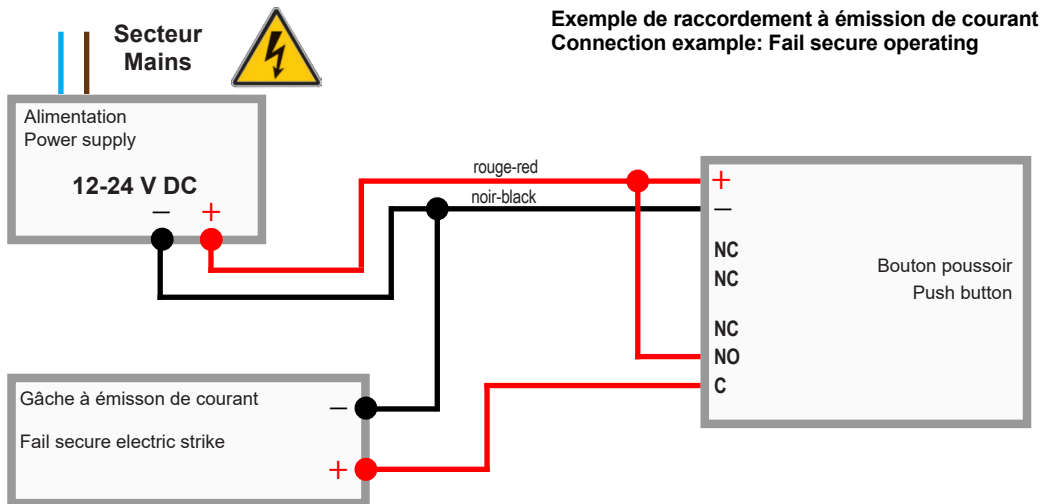 Exemple de raccordement à émission de courant
Connection example: Fail secure operating
Secteur
Mains
Alimentation
Power supply
12-24 V DC
− +
rouge-red
noir-black
+
−
NC
NC
NC
NO
C
Bouton poussoir
Push button
Gâche à émisson de courant
−
Fail secure electric strike
+